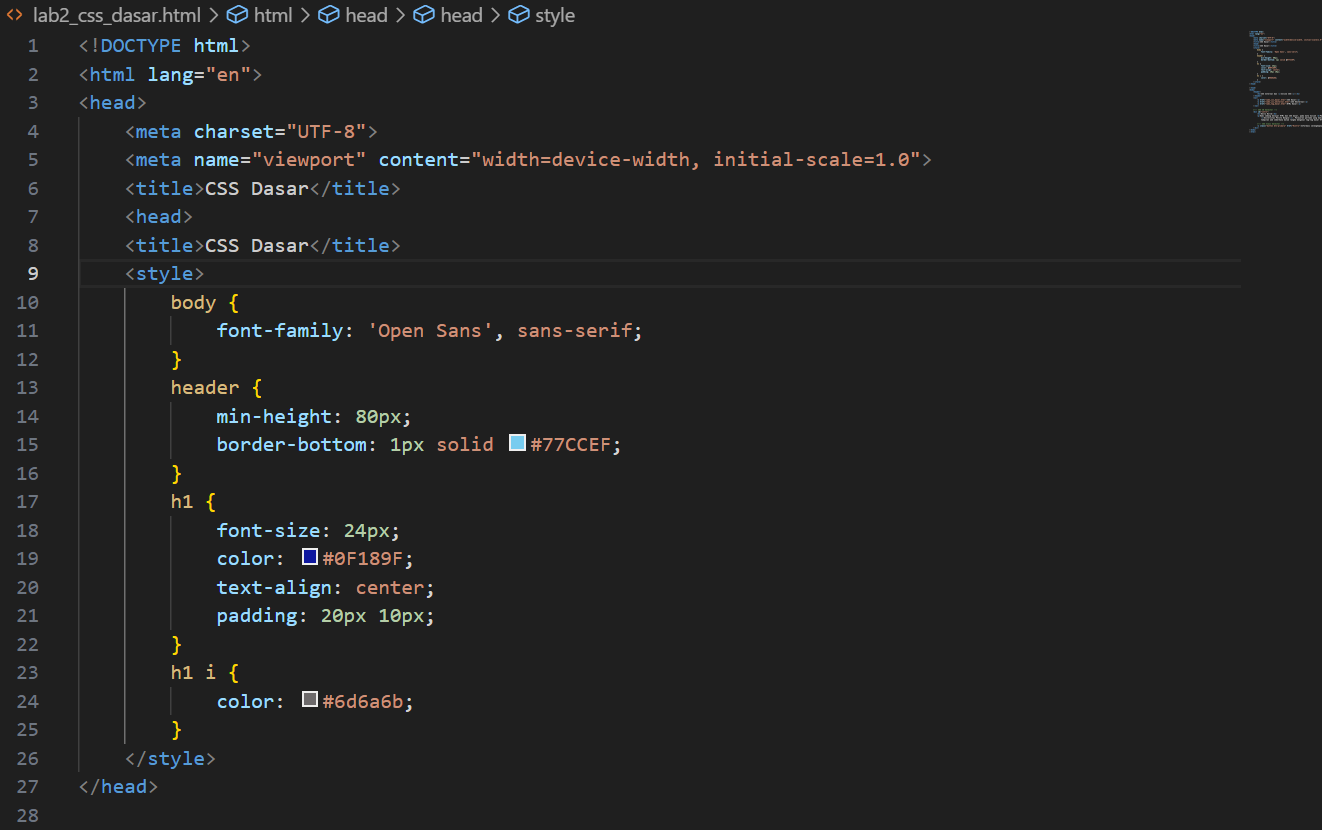 lab2_css_dasar.html > html > head > head > style
1 <!DOCTYPE html>
2 <html lang="en">
3 <head>
4     <meta charset="UTF-8">
5     <meta name="viewport" content="width=device-width, initial-scale=1.0">
6     <title>CSS Dasar</title>
7     <head>
8     <title>CSS Dasar</title>
9     <style>
10         body {
11             font-family: 'Open Sans', sans-serif;
12         }
13         header {
14             min-height: 80px;
15             border-bottom: 1px solid #77CCEF;
16         }
17         h1 {
18             font-size: 24px;
19             color: #0F189F;
20             text-align: center;
21             padding: 20px 10px;
22         }
23         h1 i {
24             color: #6d6a6b;
25         }
26     </style>
27 </head>
28